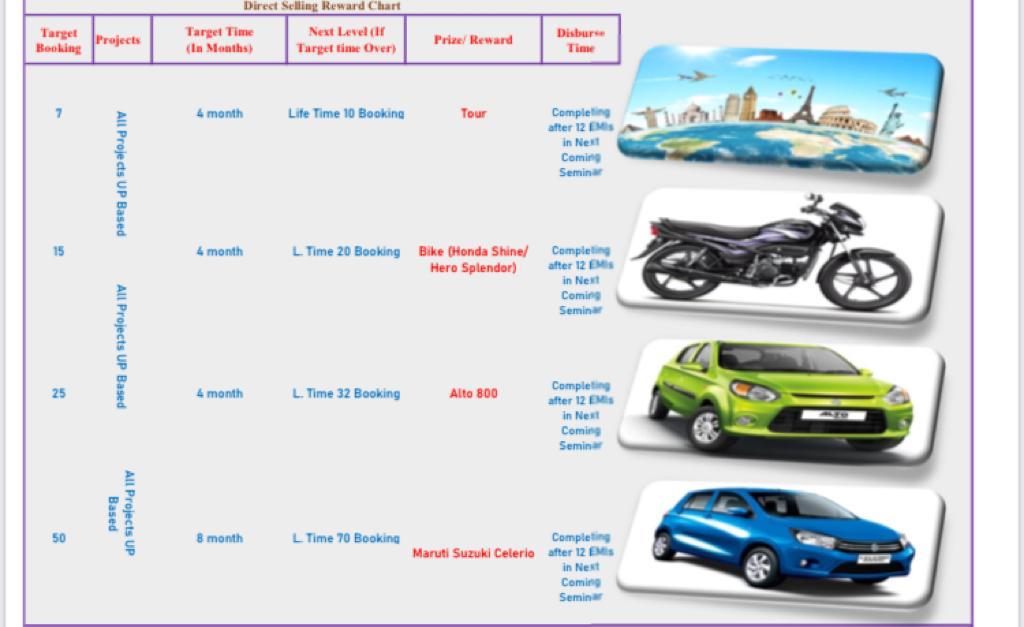 Direct Selling Reward Chart
Target Booking
Projects
Target Time (In Months)
Next Level (If Target time Over)
Prize/ Reward
Disburse Time
7
All Projects UP Based
4 month
Life Time 10 Booking
Tour
Completing
after 12 EMIs
in Next
Coming
Seminar
15
4 month
L. Time 20 Booking
Bike (Honda Shine/
Hero Splendor)
Completing
after 12 EMIs
in Next
Coming
Seminar
25
All Projects UP Based
4 month
L. Time 32 Booking
Alto 800
Completing
after 12 EMIs
in Next
Coming
Seminar
ALTO
50
All Projects UP
Based
8 month
L. Time 70 Booking
Maruti Suzuki Celerio
Completing
after 12 EMIs
in Next
Coming
Seminar